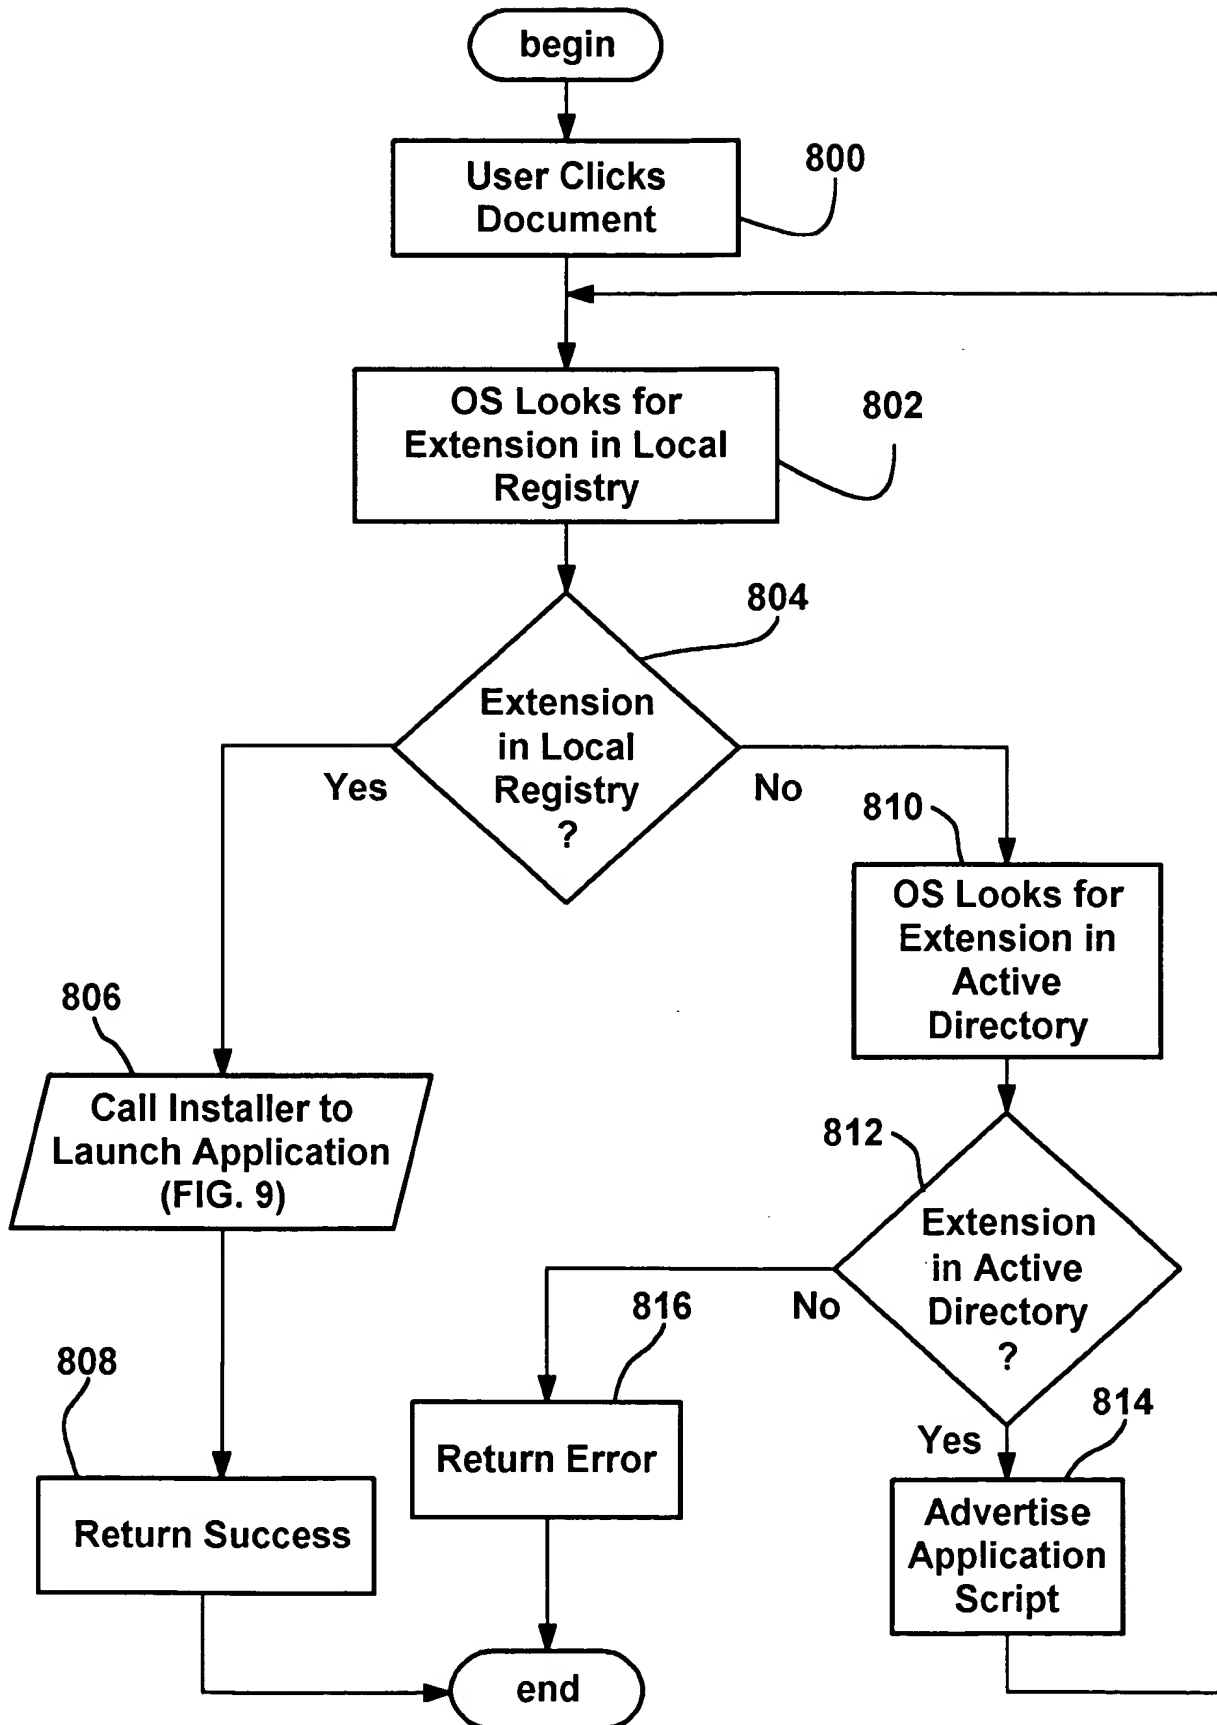 begin
800
User Clicks
Document
802
OS Looks for
Extension in Local
Registry
804
Extension
in Local
Registry
?
Yes
No
810
OS Looks for
Extension in
Active
Directory
806
Call Installer to
Launch Application
(FIG. 9)
812
Extension
in Active
Directory
?
No
816
808
814
Yes
Return Error
Return Success
Advertise
Application
Script
end